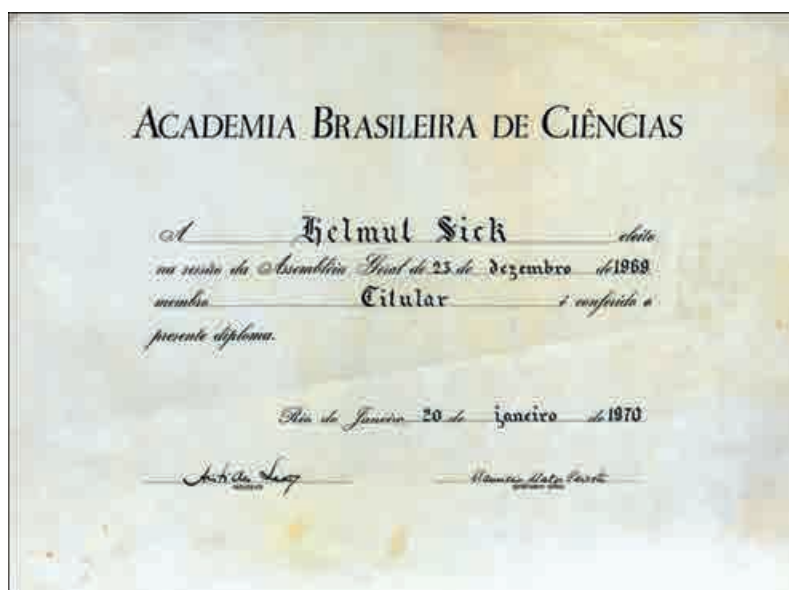 ACADEMIA BRASILEIRA DE CIÊNCIAS
A Helmut Sick eleito
na sessão da Assembléia Geral de 23 de dezembro de 1969
membro Titular é conferido o
presente diploma.
Rio de Janeiro 20 de janeiro de 1970